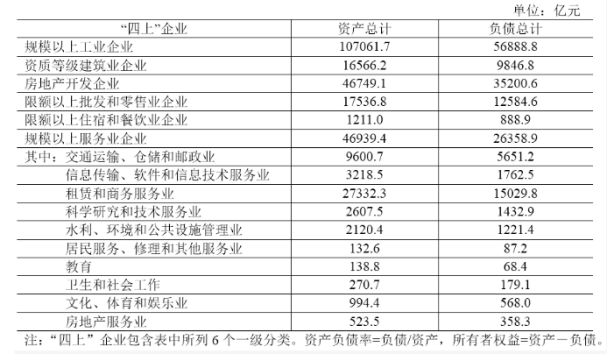 单位：亿元
“四上”企业 资产总计 负债总计
规模以上工业企业 107061.7 56888.8
资质等级建筑业企业 16566.2 9846.8
房地产开发企业 46749.1 35200.6
限额以上批发和零售业企业 17536.8 12584.6
限额以上住宿和餐饮业企业 1211.0 888.9
规模以上服务业企业 46939.4 26358.9
其中：交通运输、仓储和邮政业 9600.7 5651.2
信息传输、软件和信息技术服务业 3218.5 1762.5
租赁和商务服务业 27332.3 15029.8
科学研究和技术服务业 2607.5 1432.9
水利、环境和公共设施管理业 2120.4 1221.4
居民服务、修理和其他服务业 132.6 87.2
教育 138.8 68.4
卫生和社会工作 270.7 179.1
文化、体育和娱乐业 994.4 568.0
房地产服务业 523.5 358.3
注：“四上”企业包含表中所列 6 个一级分类。资产负债率=负债/资产，所有者权益=资产－负债。